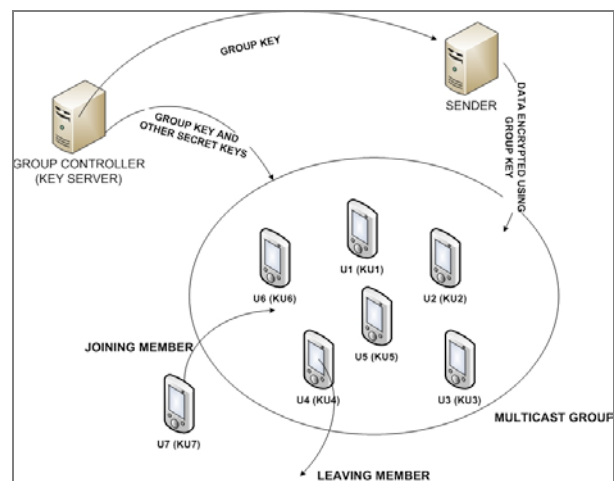 GROUP KEY
SENDER
GROUP KEY AND
OTHER SECRET KEYS
DATA ENCRYPTED USING
GROUP KEY
GROUP CONTROLLER
(KEY SERVER)
U1 (KU1)
U6 (KU6)
U2 (KU2)
U5 (KU5)
JOINING MEMBER
U4 (KU4)
U3 (KU3)
MULTICAST GROUP
U7 (KU7)
LEAVING MEMBER